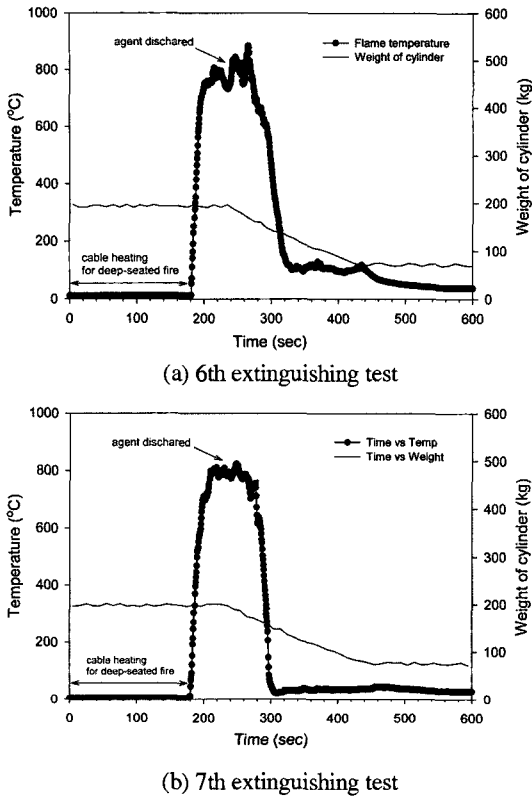 1000
800
600
400
200
0
Temperature (°C)
600
500
400
300
200
100
0
Weight of cylinder (kg)
agent dischared
Flame temperature
Weight of cylinder
cable heating
for deep-seated fire
0 100 200 300 400 500 600
Time (sec)
(a) 6th extinguishing test
1000
800
600
400
200
0
Temperature (°C)
600
500
400
300
200
100
0
Weight of cylinder (kg)
agent dischared
Time vs Temp
Time vs Weight
cable heating
for deep-seated fire
0 100 200 300 400 500 600
Time (sec)
(b) 7th extinguishing test